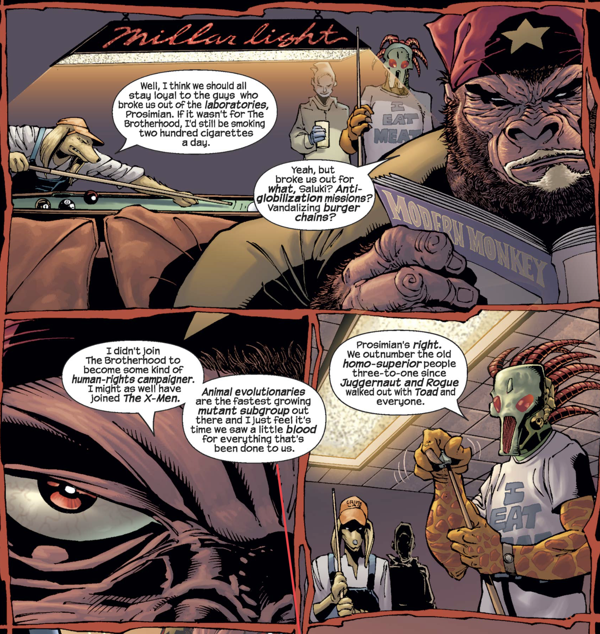 Millar light
Well, I think we should all
stay loyal to the guys who
broke us out of the laboratories,
Prosimian. If it wasn't for The
Brotherhood, I'd still be smoking
two hundred cigarettes
a day.
I
EAT
MEAT
Yeah, but
broke us out for
what, Saluki? Anti-
globilization missions?
Vandalizing burger
chains?
MODERN MONKEY
I didn't join
The Brotherhood to
become some kind of
human-rights campaigner.
I might as well have
joined The X-Men.
Animal evolutionaries
are the fastest growing
mutant subgroup out
there and I just feel it's
time we saw a little blood
for everything that's
been done to us.
Prosimian's right.
We outnumber the old
homo-superior people
three-to-one since
Juggernaut and Rogue
walked out with Toad and
everyone.
I
EAT